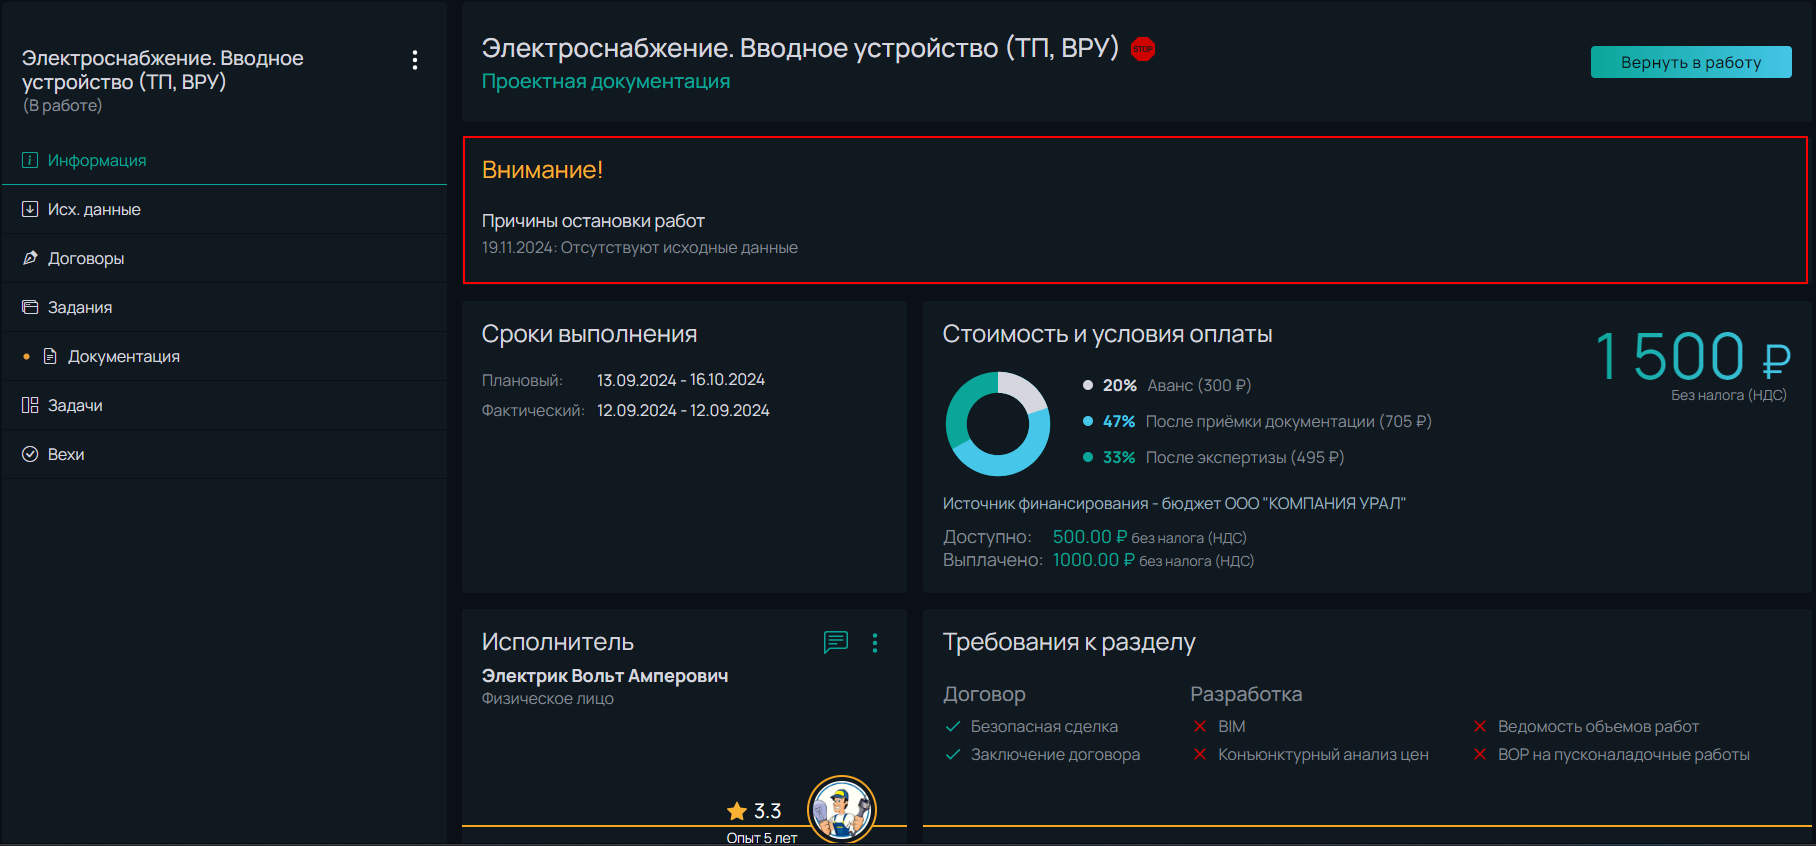 Электроснабжение. Вводное
устройство (ТП, ВРУ)
(В работе)
Информация
Исх. данные
Договоры
Задания
Документация
Задачи
Вехи
Электроснабжение. Вводное устройство (ТП, ВРУ) STOP
Проектная документация
Вернуть в работу
Внимание!
Причины остановки работ
19.11.2024: Отсутствуют исходные данные
Сроки выполнения
Плановый: 13.09.2024 - 16.10.2024
Фактический: 12.09.2024 - 12.09.2024
Стоимость и условия оплаты
1 500 ₽
Без налога (НДС)
20% Аванс (300 ₽)
47% После приёмки документации (705 ₽)
33% После экспертизы (495 ₽)
Источник финансирования - бюджет ООО "КОМПАНИЯ УРАЛ"
Доступно: 500.00 ₽ без налога (НДС)
Выплачено: 1000.00 ₽ без налога (НДС)
Исполнитель
Электрик Вольт Амперович
Физическое лицо
3.3
Опыт 5 лет
Требования к разделу
Договор
Безопасная сделка
Заключение договора
Разработка
BIM
Конъюнктурный анализ цен
Ведомость объемов работ
ВОР на пусконаладочные работы